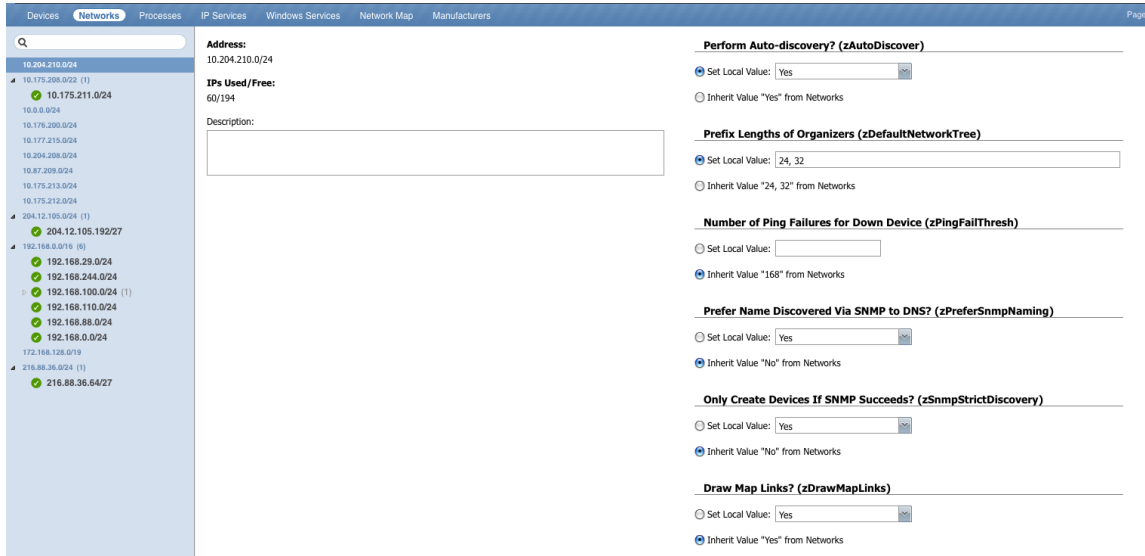 Devices Networks Processes IP Services Windows Services Network Map Manufacturers Page
10.204.210.0/24
10.175.208.0/22 (1)
10.175.211.0/24
10.0.0.0/24
10.176.200.0/24
10.177.215.0/24
10.204.208.0/24
10.87.209.0/24
10.175.213.0/24
10.175.212.0/24
204.12.105.0/24 (1)
204.12.105.192/27
192.168.0.0/16 (6)
192.168.29.0/24
192.168.244.0/24
192.168.100.0/24 (1)
192.168.110.0/24
192.168.88.0/24
192.168.0.0/24
172.168.128.0/19
216.88.36.0/24 (1)
216.88.36.64/27
Address:
10.204.210.0/24
IPs Used/Free:
60/194
Description:
Perform Auto-discovery? (zAutoDiscover)
Set Local Value: Yes
Inherit Value "Yes" from Networks
Prefix Lengths of Organizers (zDefaultNetworkTree)
Set Local Value: 24, 32
Inherit Value "24, 32" from Networks
Number of Ping Failures for Down Device (zPingFailThresh)
Set Local Value:
Inherit Value "168" from Networks
Prefer Name Discovered Via SNMP to DNS? (zPreferSnmpNaming)
Set Local Value: Yes
Inherit Value "No" from Networks
Only Create Devices If SNMP Succeeds? (zSnmpStrictDiscovery)
Set Local Value: Yes
Inherit Value "No" from Networks
Draw Map Links? (zDrawMapLinks)
Set Local Value: Yes
Inherit Value "Yes" from Networks